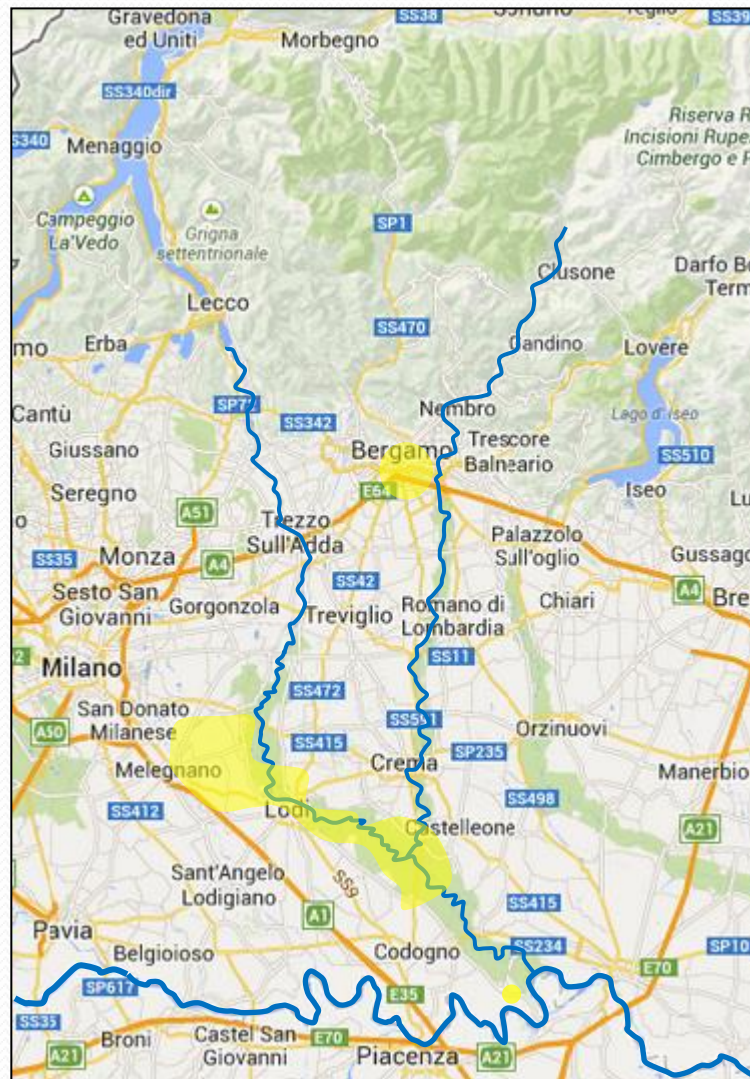 Gravedona
ed Uniti
SS38
SS39
Morbegno
SS340dir
SS340
Menaggio
Riserva R
Incisioni Rupe
Cimbergo e P
Campeggio
La'Vedo
Grigna
settentrionale
SP1
Clusone
Darfo Bo
Term
Lecco
SS470
mo
Erba
Gandino
Lovere
Cantù
SP72
SS342
Nembro
Lago d'Iseo
Giussano
Bergamo
Trescore
Balneario
SS510
Seregno
E64
Iseo
Lu
A51
o
Trezzo
Sull'Adda
Palazzolo
Sull'oglio
SS35
Monza
A4
Gussago
SS42
Sesto San
Giovanni
Gorgonzola
Treviglio
Romano di
Lombardia
Chiari
A4
Bre
2
Milano
SS11
SS472
San Donato
Milanese
A50
SS591
Orzinuovi
SS415
SP235
Melegnano
Crema
Manerbio
SS412
Lodi
SS498
Castelleone
A21
Sant'Angelo
Lodigiano
SS9
A1
SS415
Pavia
Belgioioso
Codogno
SS234
E70
SP10
SP617
E35
SS35
Broni
Castel San
Giovanni
E70
A21
Piacenza
A21